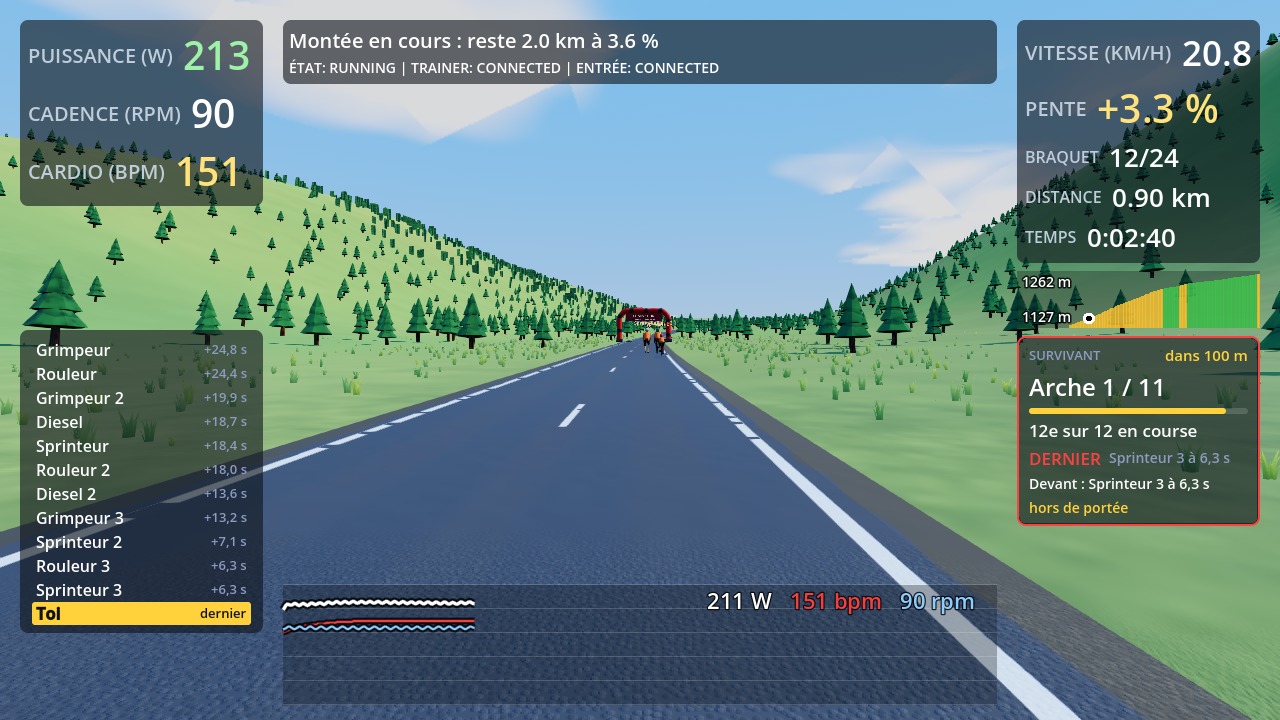 PUISSANCE (W) 213
CADENCE (RPM) 90
CARDIO (BPM) 151
Montée en cours : reste 2.0 km à 3.6 %
ÉTAT: RUNNING | TRAINER: CONNECTED | ENTRÉE: CONNECTED
VITESSE (KM/H) 20.8
PENTE +3.3 %
BRAQUET 12/24
DISTANCE 0.90 km
TEMPS 0:02:40
1262 m
1127 m
SURVIVANT dans 100 m
Arche 1 / 11
12e sur 12 en course
DERNIER Sprinteur 3 à 6,3 s
Devant : Sprinteur 3 à 6,3 s
hors de portée
Grimpeur +24,8 s
Rouleur +24,4 s
Grimpeur 2 +19,9 s
Diesel +18,7 s
Sprinteur +18,4 s
Rouleur 2 +18,0 s
Diesel 2 +13,6 s
Grimpeur 3 +13,2 s
Sprinteur 2 +7,1 s
Rouleur 3 +6,3 s
Sprinteur 3 +6,3 s
Toi dernier
211 W 151 bpm 90 rpm